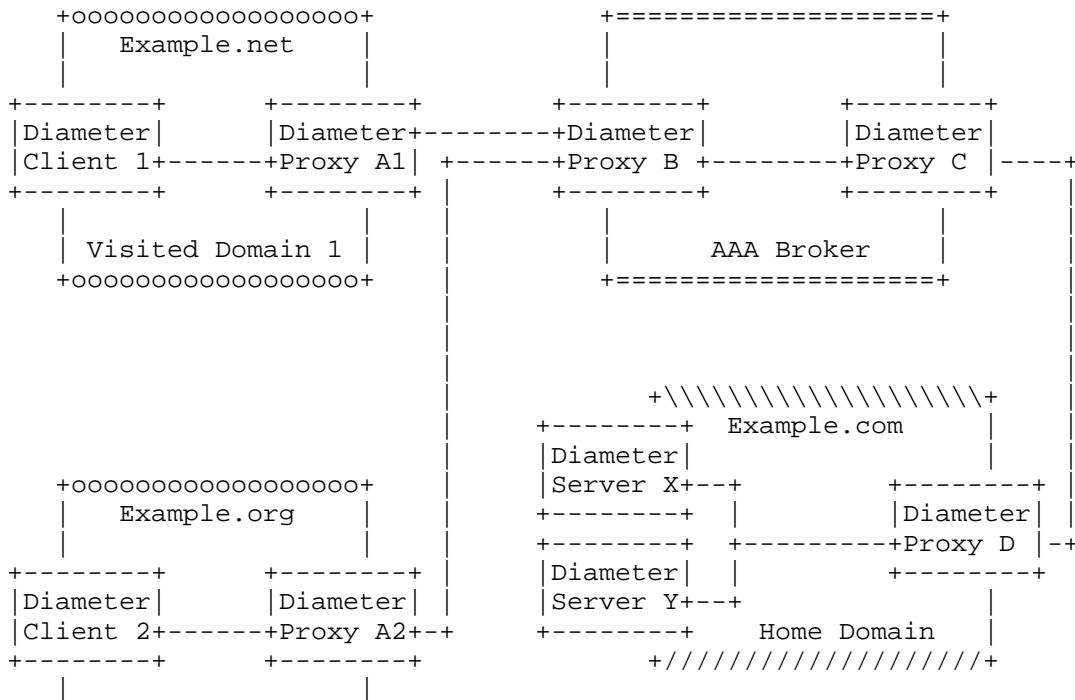 Example.net
Diameter Diameter Diameter Diameter
Client 1 Proxy A1 Proxy B Proxy C
Visited Domain 1 AAA Broker
Example.com
Diameter
Server X
Example.org Diameter
Proxy D
Diameter Diameter Diameter
Client 2 Proxy A2 Server Y
Home Domain